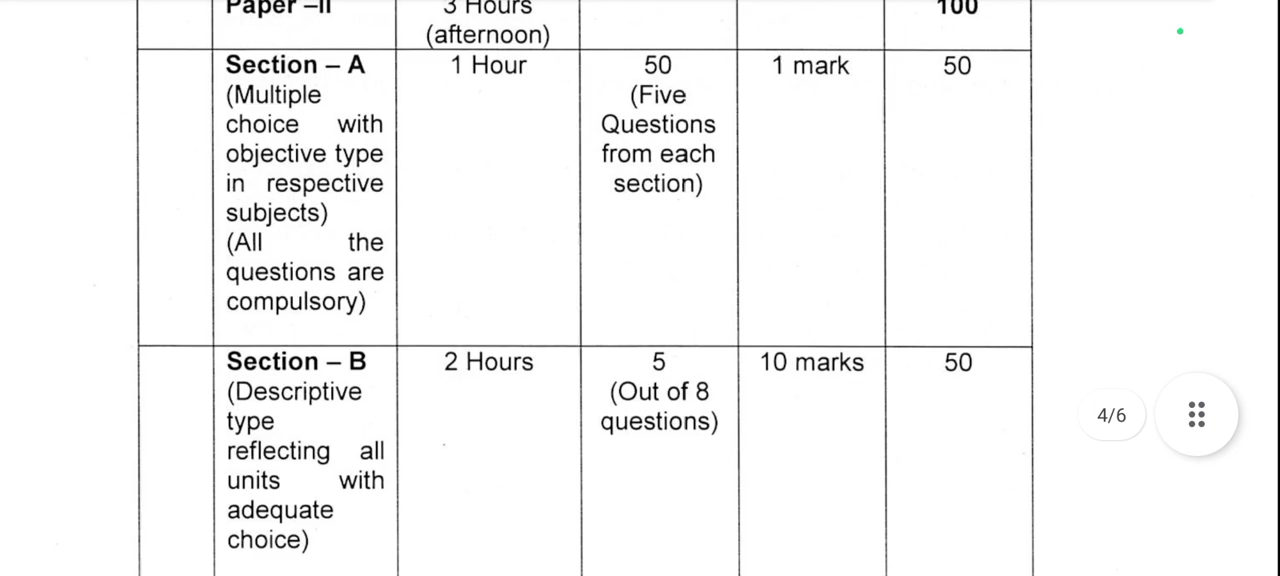 Paper –II
3 Hours
(afternoon)
100
Section – A
(Multiple
choice with
objective type
in respective
subjects)
(All the
questions are
compulsory)
1 Hour
50
(Five
Questions
from each
section)
1 mark
50
Section – B
(Descriptive
type
reflecting all
units with
adequate
choice)
2 Hours
5
(Out of 8
questions)
10 marks
50
4/6